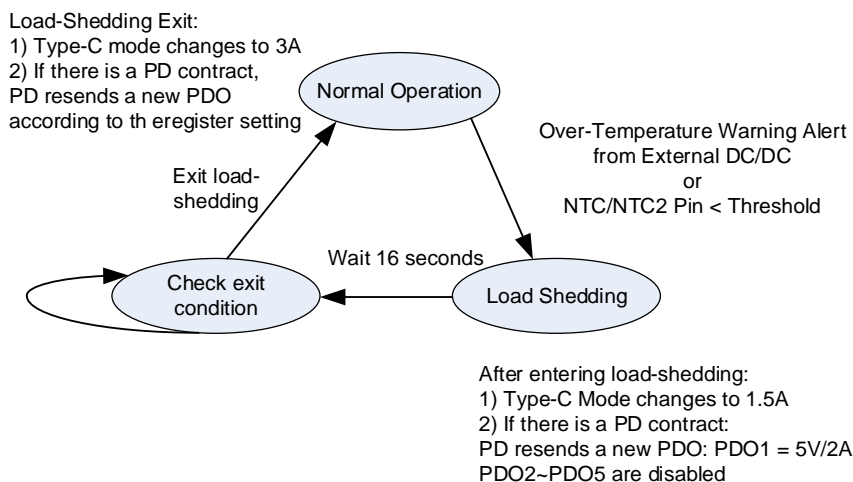 Load-Shedding Exit:
1) Type-C mode changes to 3A
2) If there is a PD contract,
PD resends a new PDO
according to th eregister setting
Normal Operation
Over-Temperature Warning Alert
from External DC/DC
or
NTC/NTC2 Pin < Threshold
Exit load-
shedding
Wait 16 seconds
Check exit
condition
Load Shedding
After entering load-shedding:
1) Type-C Mode changes to 1.5A
2) If there is a PD contract:
PD resends a new PDO: PDO1 = 5V/2A
PDO2~PDO5 are disabled